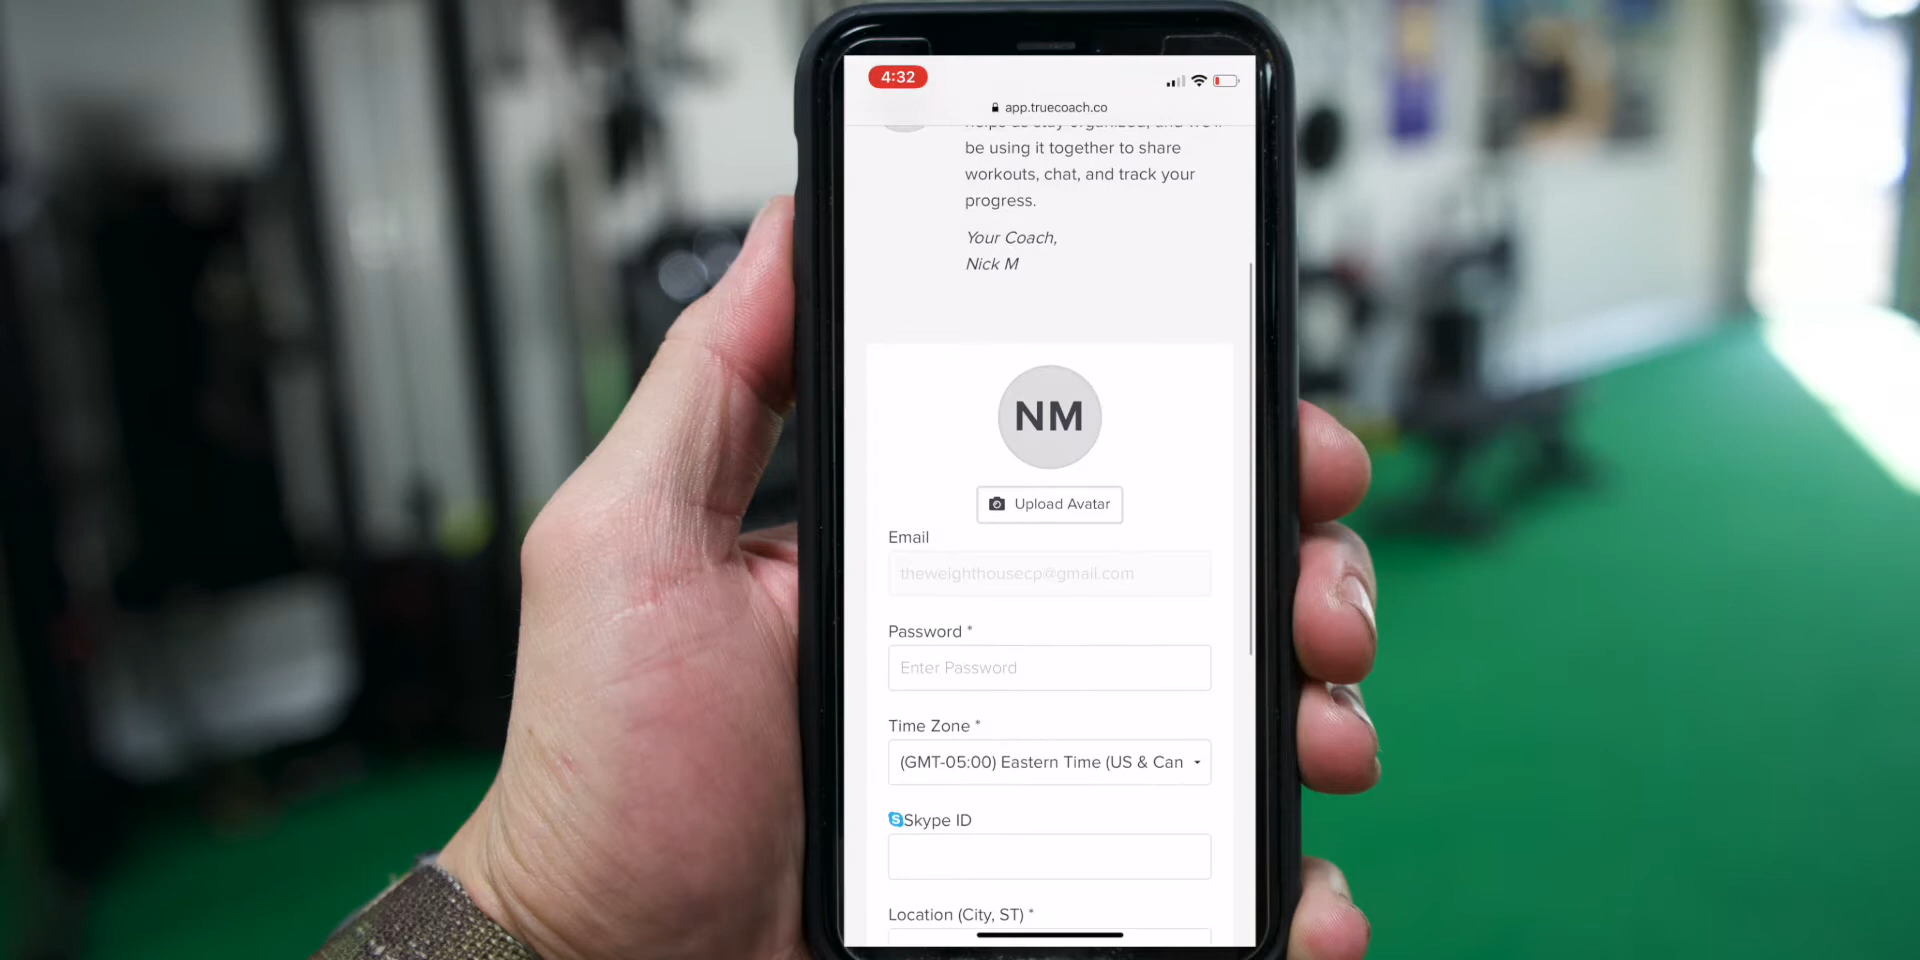 4:32
app.truecoach.co
helps us stay organized, and we'll
be using it together to share
workouts, chat, and track your
progress.
Your Coach,
Nick M
NM
Upload Avatar
Email
theweighthousecp@gmail.com
Password *
Enter Password
Time Zone *
(GMT-05:00) Eastern Time (US & Can
Skype ID
Location (City, ST) *